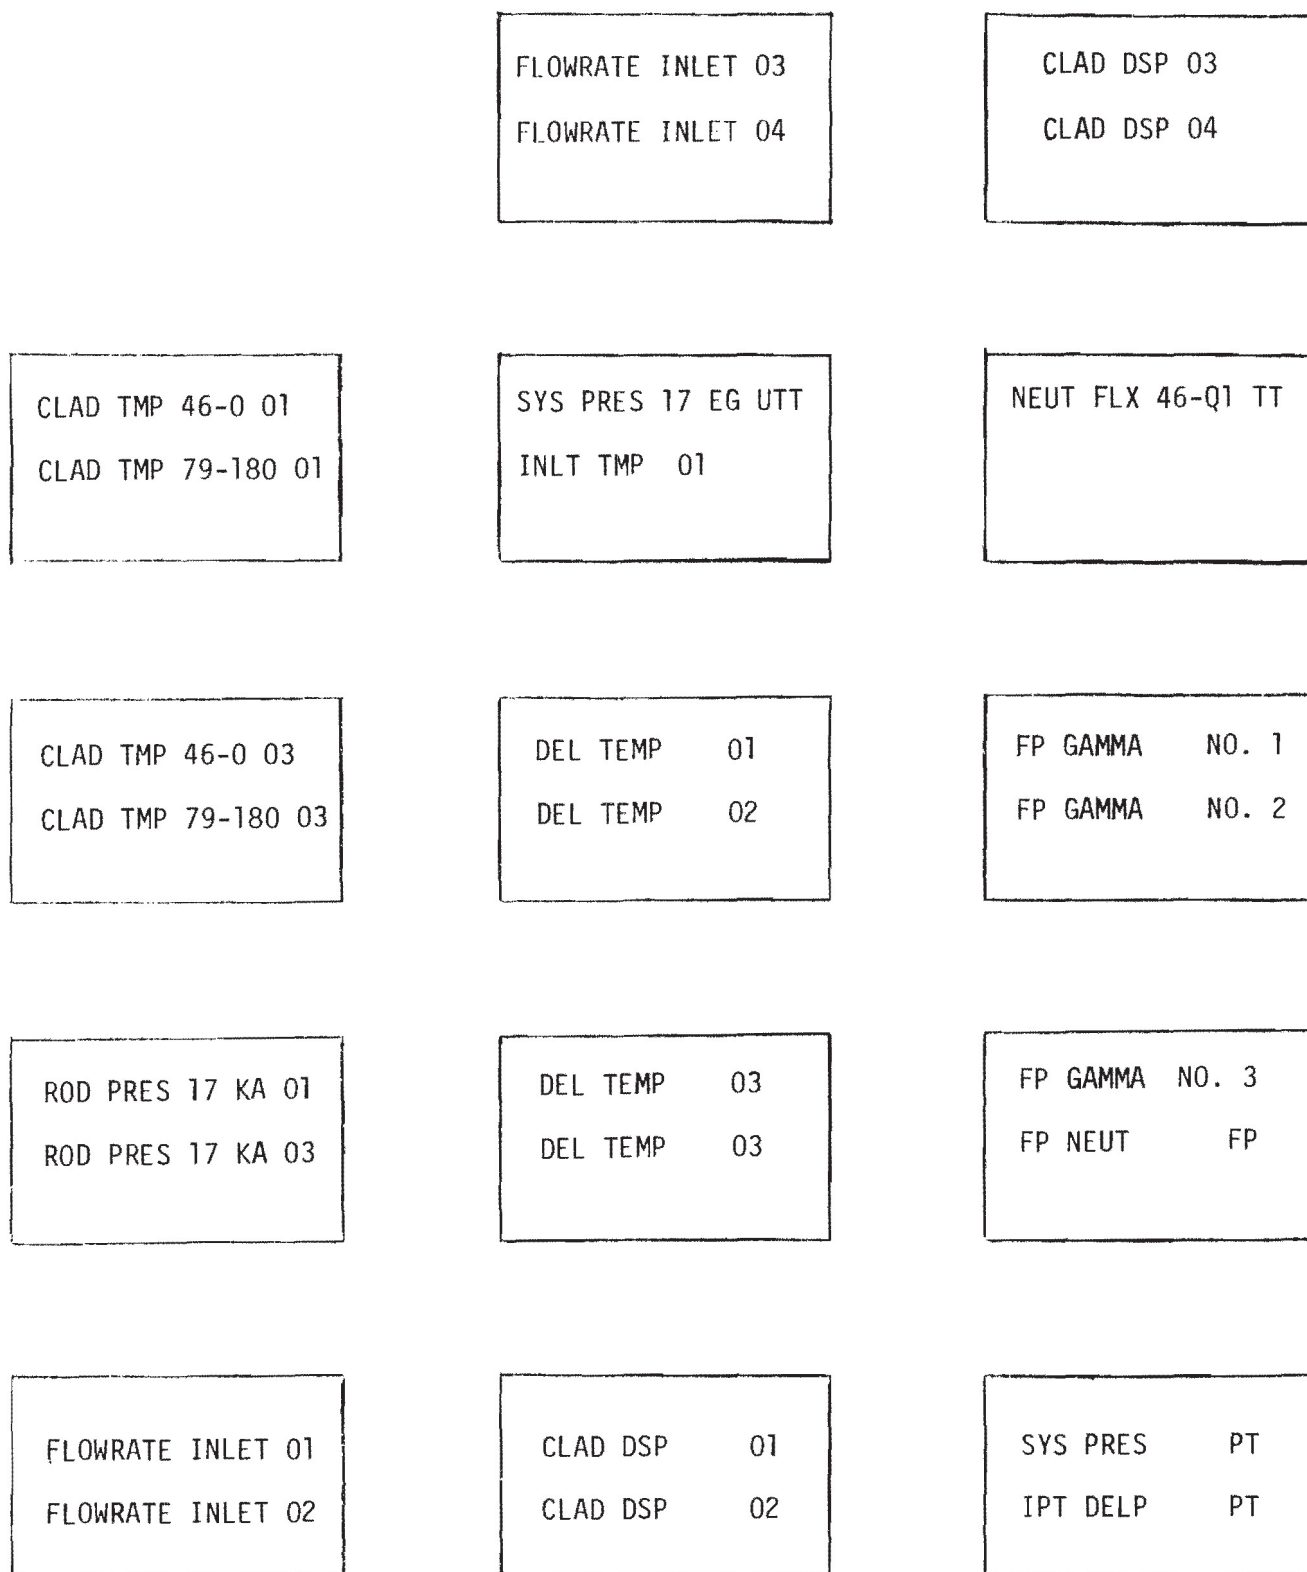 FLOWRATE INLET 03
FLOWRATE INLET 04
CLAD DSP 03
CLAD DSP 04
CLAD TMP 46-0 01
CLAD TMP 79-180 01
SYS PRES 17 EG UTT
INLT TMP 01
NEUT FLX 46-Q1 TT
CLAD TMP 46-0 03
CLAD TMP 79-180 03
DEL TEMP 01
DEL TEMP 02
FP GAMMA NO. 1
FP GAMMA NO. 2
ROD PRES 17 KA 01
ROD PRES 17 KA 03
DEL TEMP 03
DEL TEMP 03
FP GAMMA NO. 3
FP NEUT FP
FLOWRATE INLET 01
FLOWRATE INLET 02
CLAD DSP 01
CLAD DSP 02
SYS PRES PT
IPT DELP PT